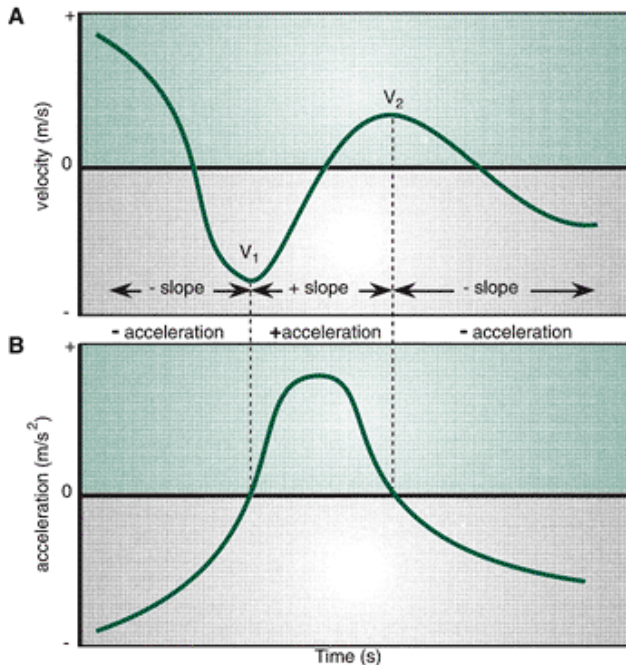 A
+
velocity (m/s)
0
-
V1
V2
- slope
+ slope
- slope
- acceleration
+acceleration
- acceleration
B
+
acceleration (m/s²)
0
-
Time (s)